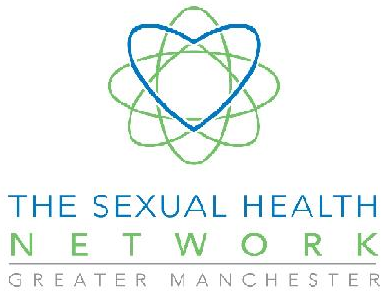 THE SEXUAL HEALTH
NETWORK
GREATER MANCHESTER